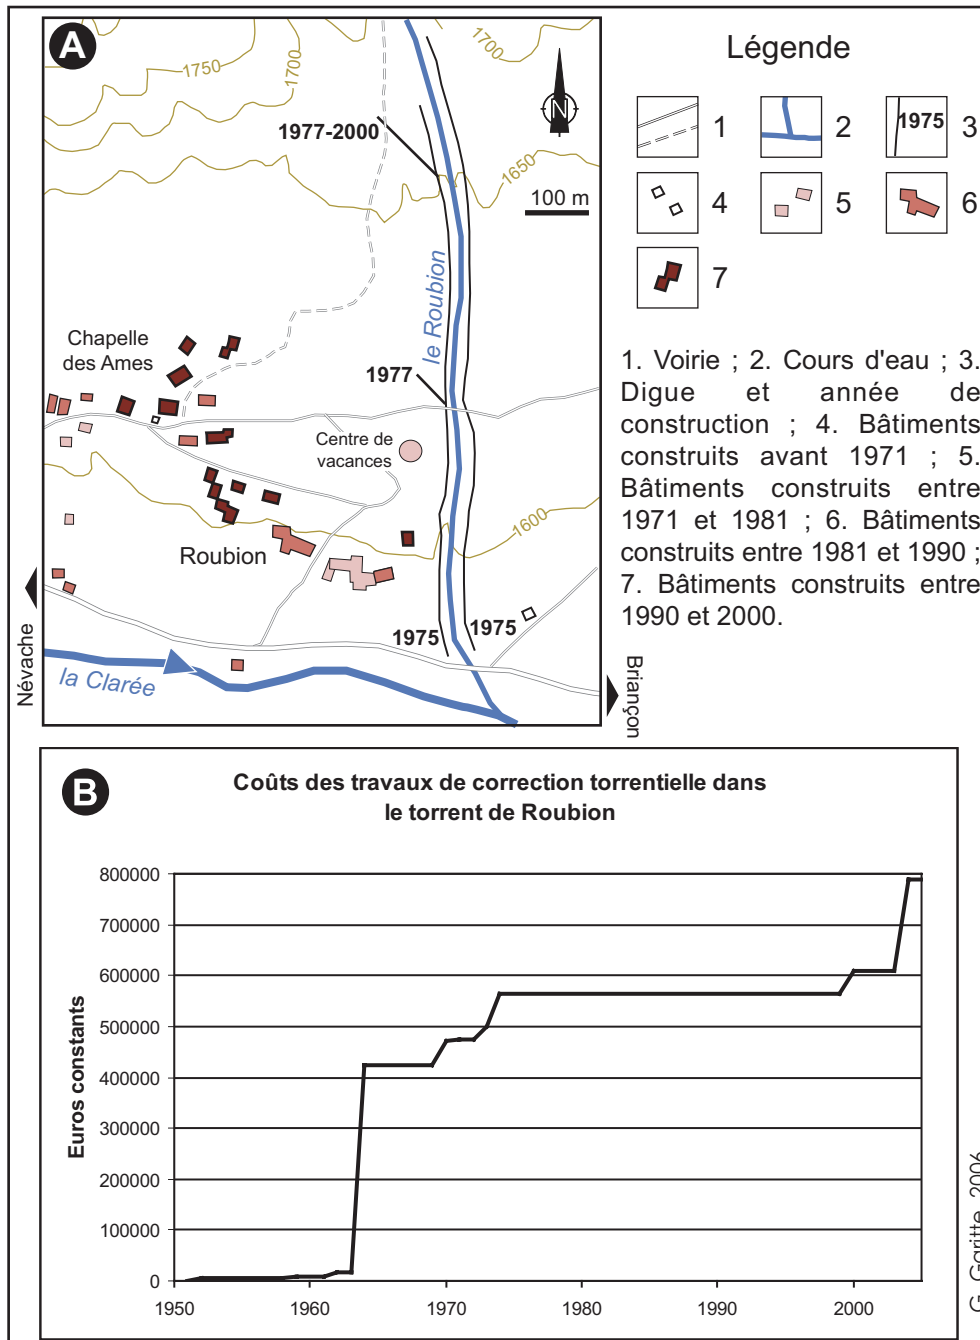 A
1750
1700
1700
1977-2000
N
1650
100 m
le Roubion
Chapelle
des Ames
1977
Centre de
vacances
1600
Roubion
1975
1975
la Clarée
Névache
Briançon
Légende
1
2
1975
3
4
5
6
7
1. Voirie ; 2. Cours d'eau ; 3.
Digue et année de
construction ; 4. Bâtiments
construits avant 1971 ; 5.
Bâtiments construits entre
1971 et 1981 ; 6. Bâtiments
construits entre 1981 et 1990 ;
7. Bâtiments construits entre
1990 et 2000.
B
Coûts des travaux de correction torrentielle dans
le torrent de Roubion
Euros constants
800000
700000
600000
500000
400000
300000
200000
100000
0
1950
1960
1970
1980
1990
2000
G. Garitte, 2006